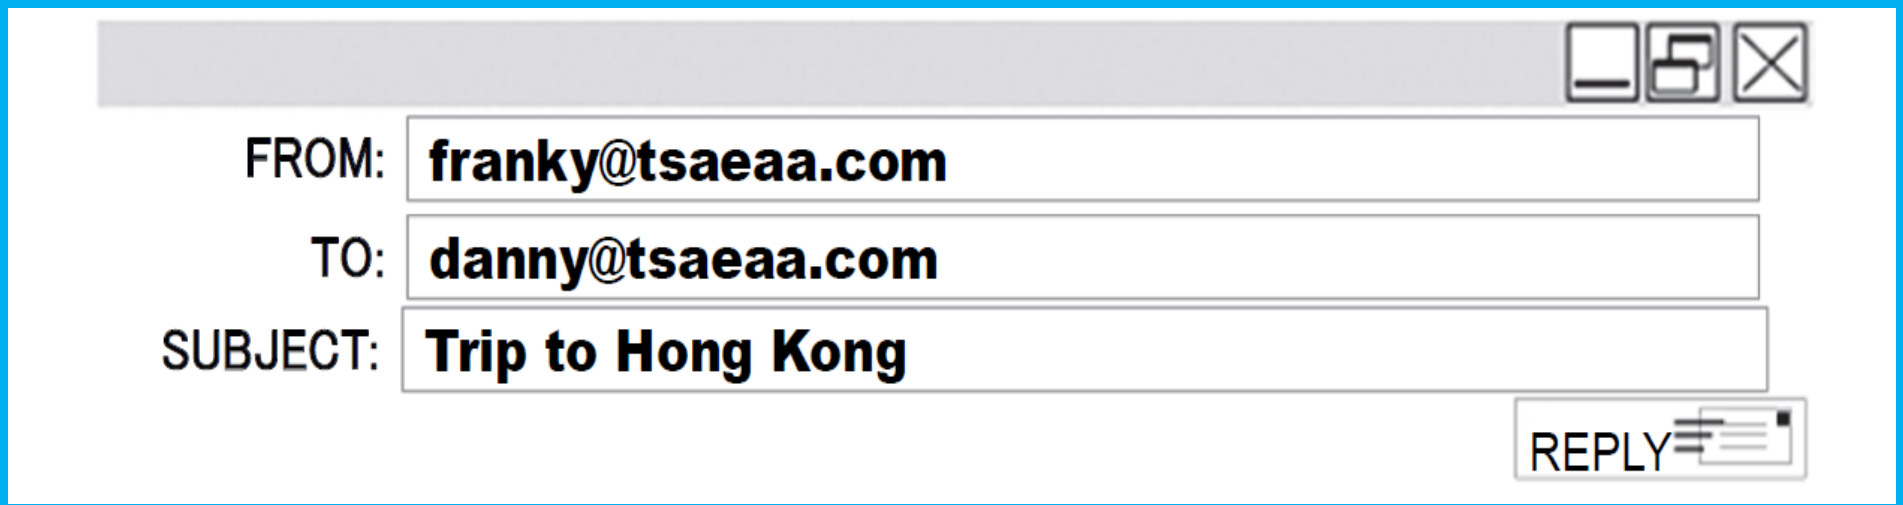 FROM: franky@tsaeaa.com
TO: danny@tsaeaa.com
SUBJECT: Trip to Hong Kong
REPLY